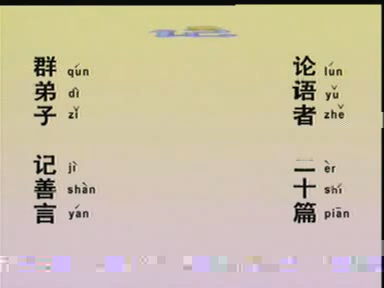 论语者
lún yǔ zhě
二十篇
èr shí piān
群弟子
qún dì zǐ
记善言
jì shàn yán